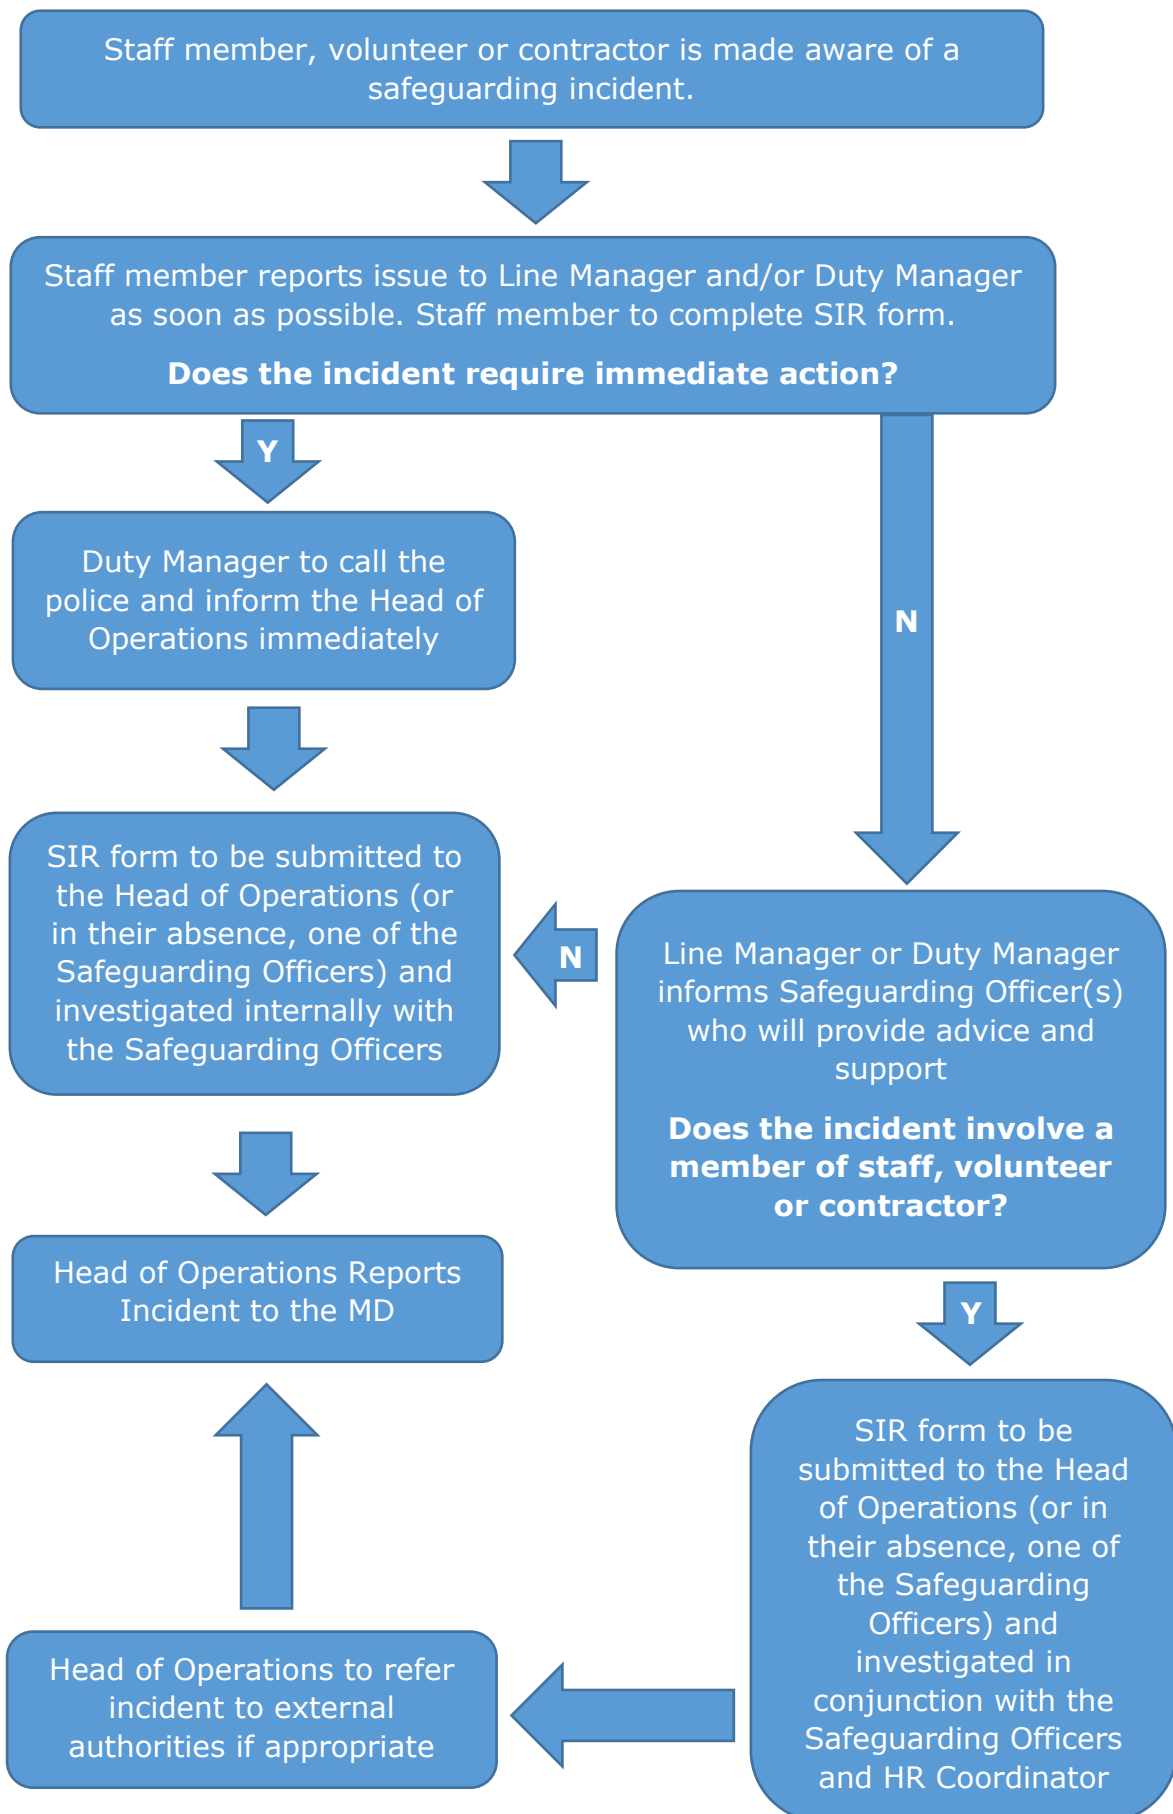 Staff member, volunteer or contractor is made aware of a
safeguarding incident.
Staff member reports issue to Line Manager and/or Duty Manager
as soon as possible. Staff member to complete SIR form.
Does the incident require immediate action?
Y
Duty Manager to call the
police and inform the Head of
Operations immediately
N
SIR form to be submitted to
the Head of Operations (or
in their absence, one of the
Safeguarding Officers) and
investigated internally with
the Safeguarding Officers
N
Line Manager or Duty Manager
informs Safeguarding Officer(s)
who will provide advice and
support
Does the incident involve a
member of staff, volunteer
or contractor?
Head of Operations Reports
Incident to the MD
Y
SIR form to be
submitted to the Head
of Operations (or in
their absence, one of
the Safeguarding
Officers) and
investigated in
conjunction with the
Safeguarding Officers
and HR Coordinator
Head of Operations to refer
incident to external
authorities if appropriate